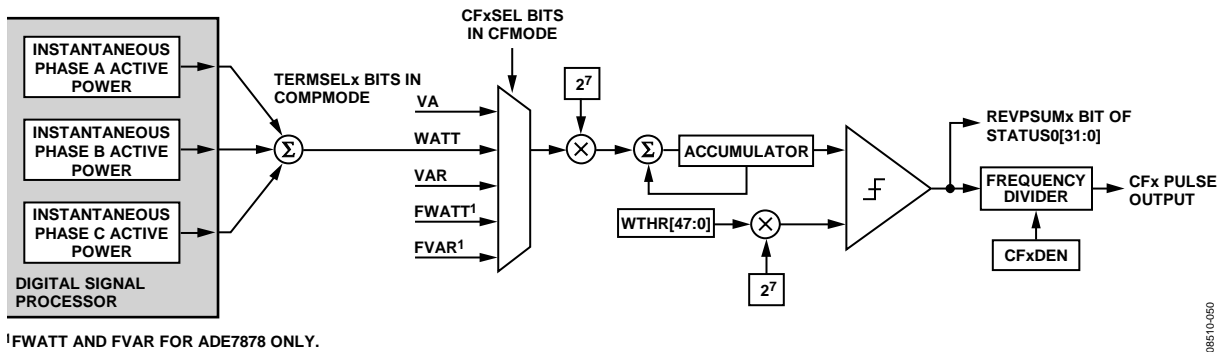 CFxSEL BITS
IN CFMODE
INSTANTANEOUS
PHASE A ACTIVE
POWER
INSTANTANEOUS
PHASE B ACTIVE
POWER
INSTANTANEOUS
PHASE C ACTIVE
POWER
DIGITAL SIGNAL
PROCESSOR
TERMSELx BITS IN
COMPMODE
Σ
VA
WATT
VAR
FWATT¹
FVAR¹
2⁷
×
Σ
ACCUMULATOR
WTHR[47:0]
×
2⁷
REVPSUMx BIT OF
STATUS0[31:0]
FREQUENCY
DIVIDER
CFx PULSE
OUTPUT
CFxDEN
¹FWATT AND FVAR FOR ADE7878 ONLY.
08510-050